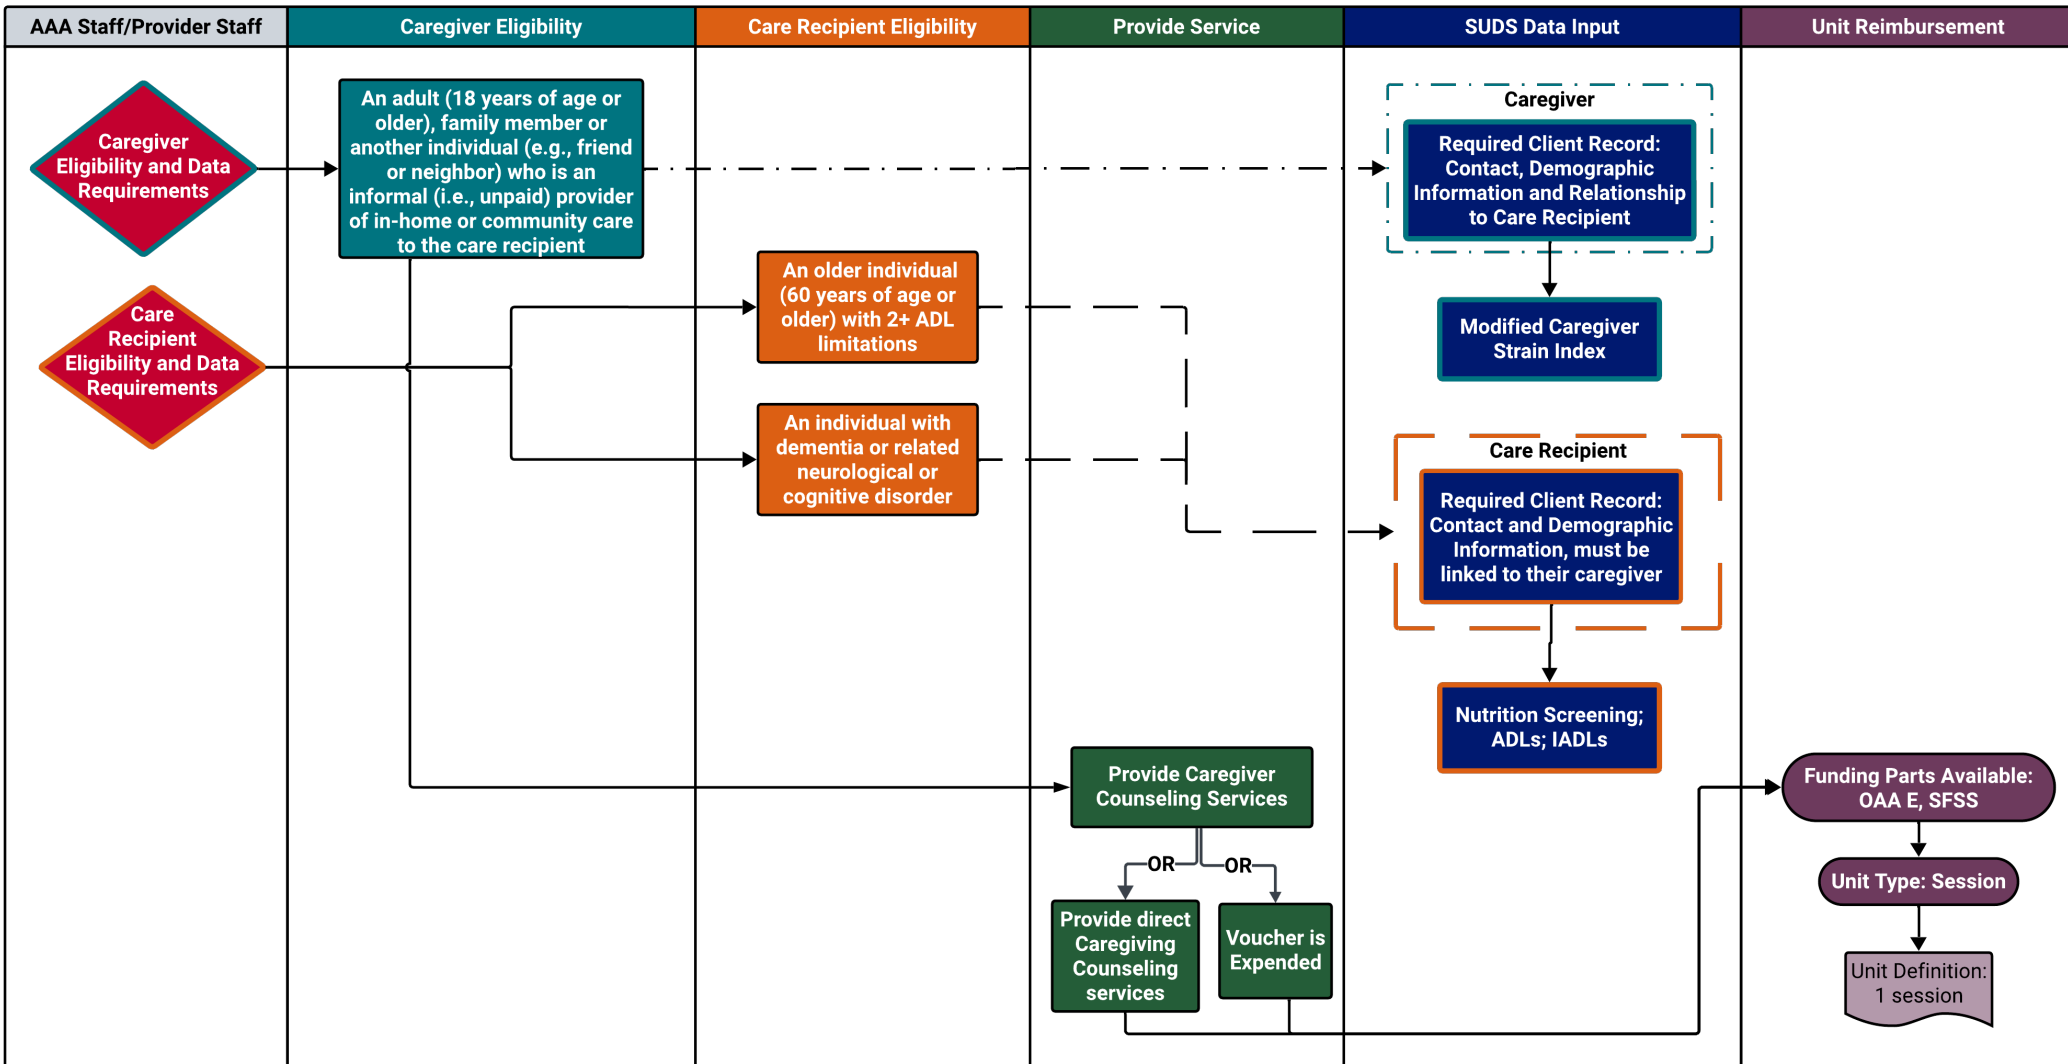 AAA Staff/Provider Staff
Caregiver Eligibility
Care Recipient Eligibility
Provide Service
SUDS Data Input
Unit Reimbursement
Caregiver
Eligibility and Data
Requirements
An adult (18 years of age or
older), family member or
another individual (e.g., friend
or neighbor) who is an
informal (i.e., unpaid) provider
of in-home or community care
to the care recipient
Caregiver
Required Client Record:
Contact, Demographic
Information and Relationship
to Care Recipient
Modified Caregiver
Strain Index
Care
Recipient
Eligibility and Data
Requirements
An older individual
(60 years of age or
older) with 2+ ADL
limitations
An individual with
dementia or related
neurological or
cognitive disorder
Care Recipient
Required Client Record:
Contact and Demographic
Information, must be
linked to their caregiver
Nutrition Screening;
ADLs; IADLs
Provide Caregiver
Counseling Services
OR
OR
Provide direct
Caregiving
Counseling
services
Voucher is
Expended
Funding Parts Available:
OAA E, SFSS
Unit Type: Session
Unit Definition:
1 session